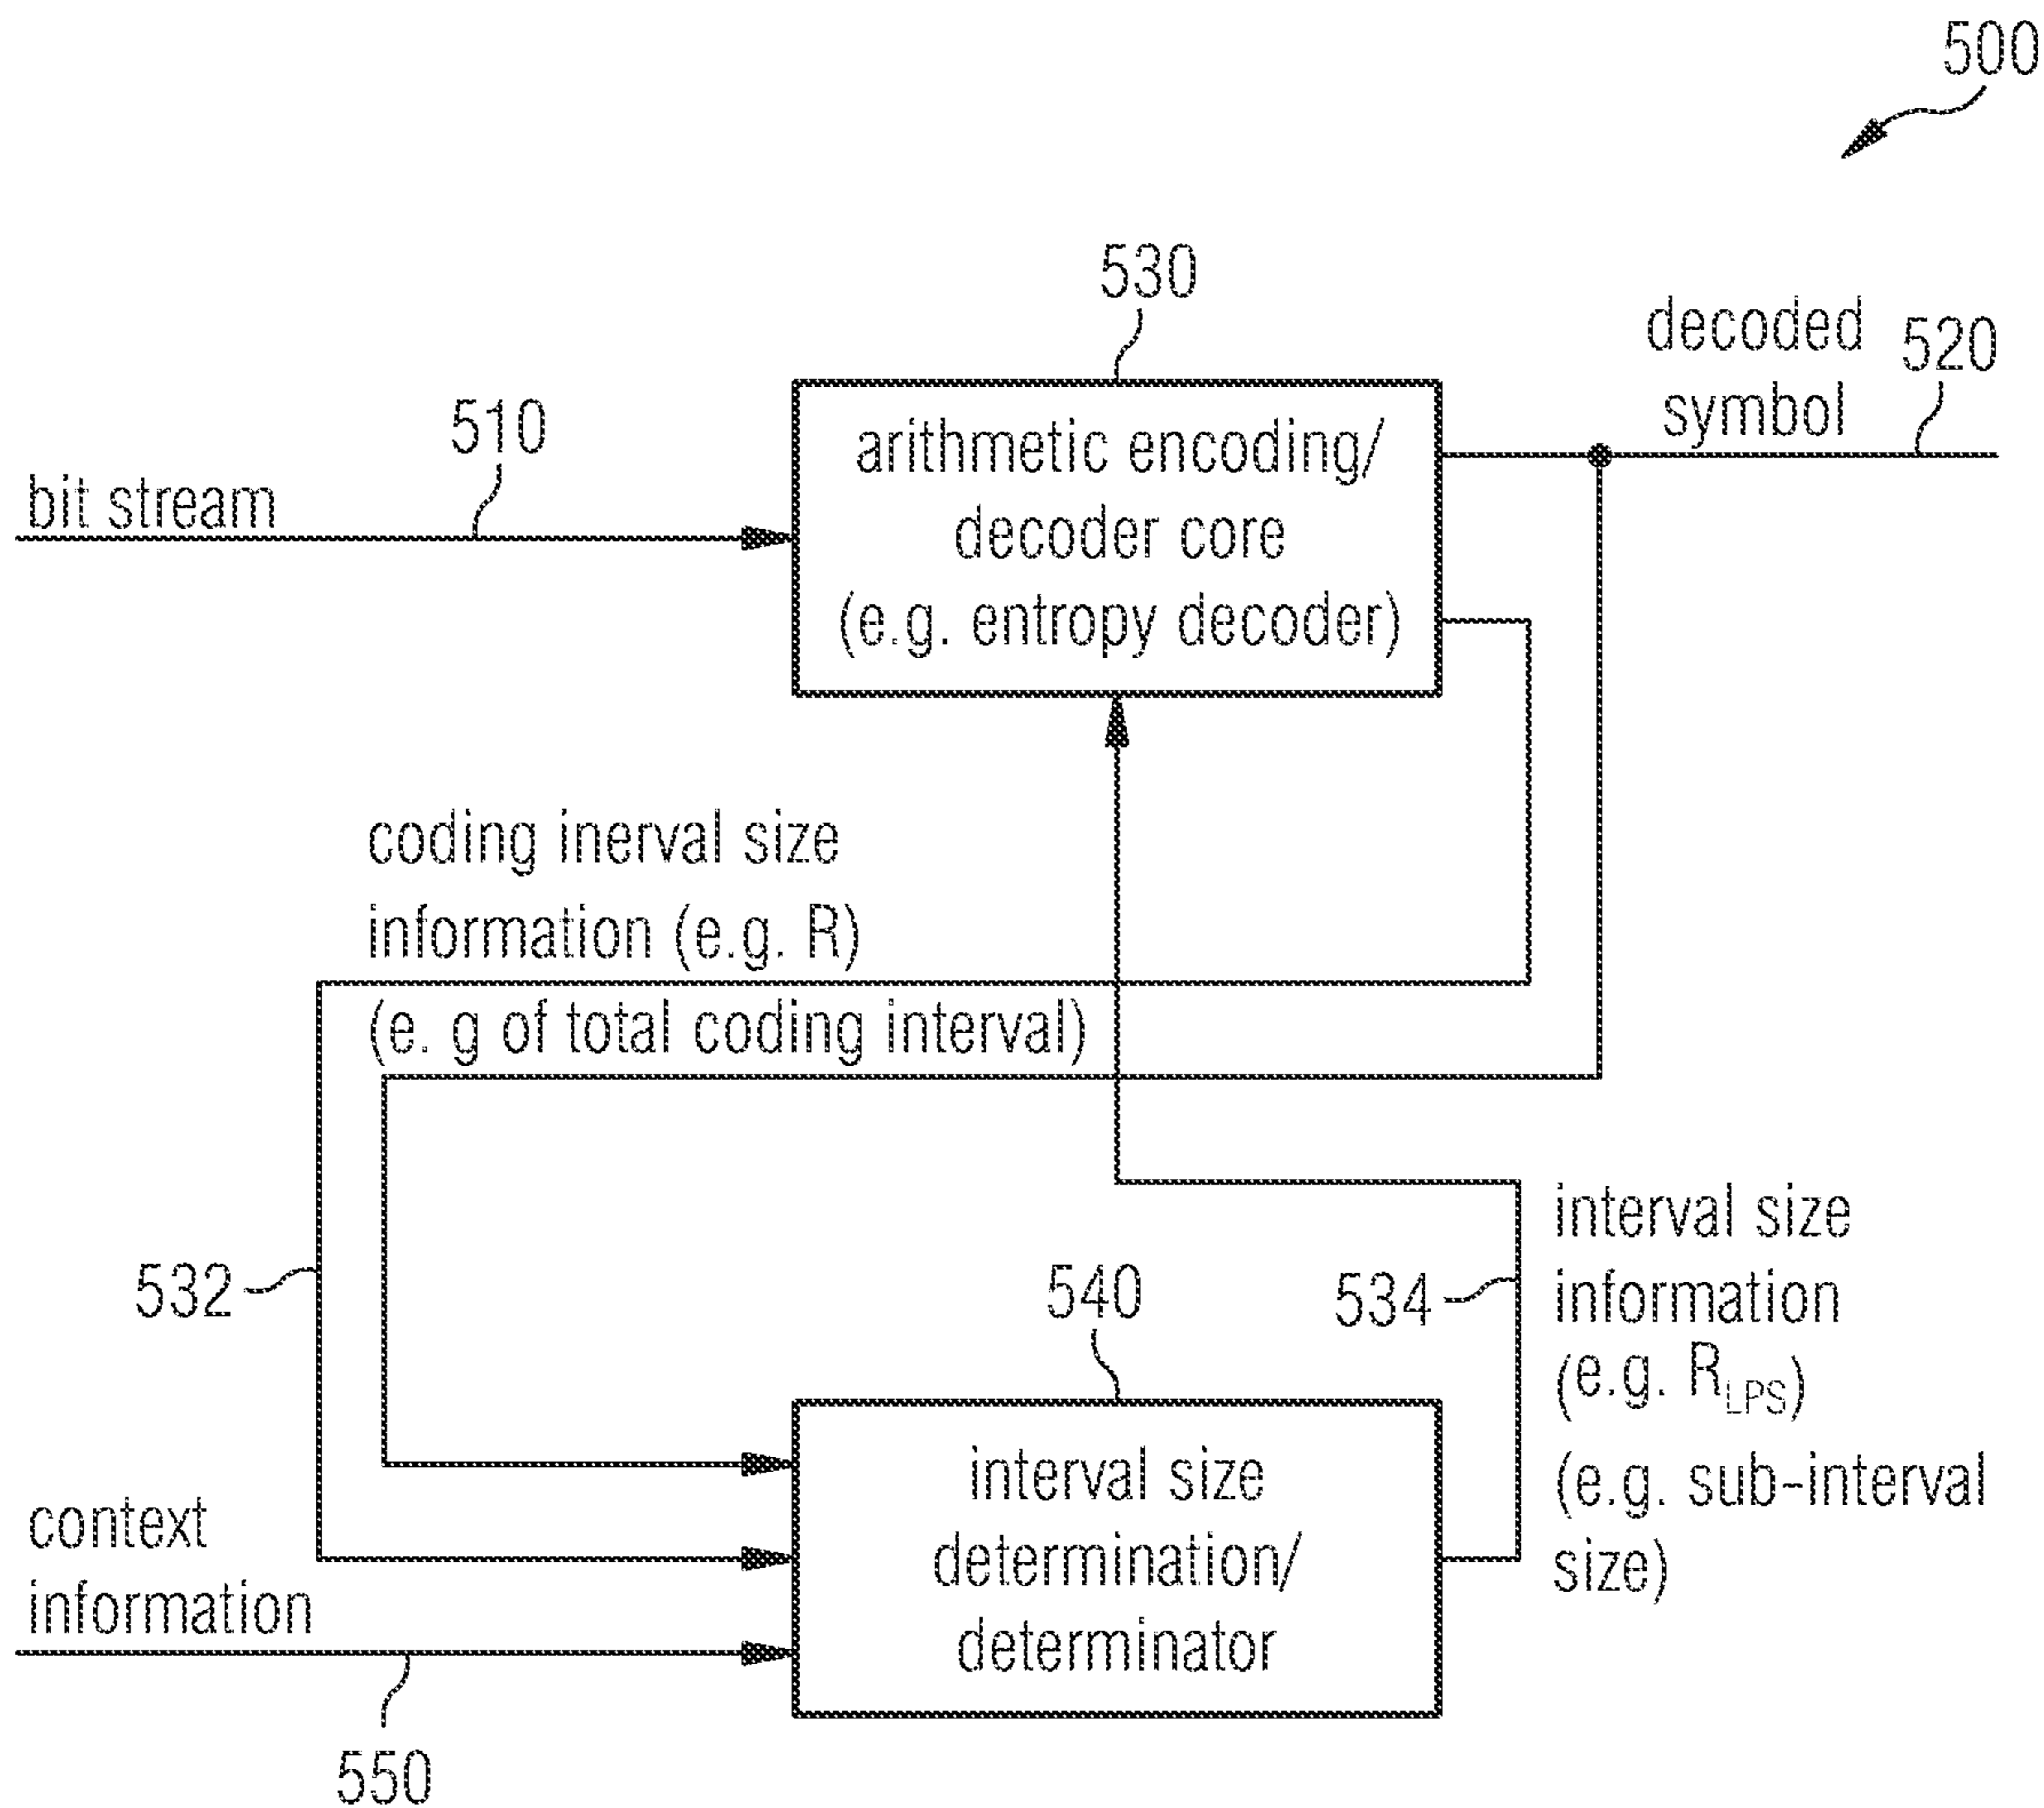 500
530
decoded
symbol
520
510
bit stream
arithmetic encoding/
decoder core
(e.g. entropy decoder)
coding inerval size
information (e.g. R)
(e. g of total coding interval)
532
540
534
interval size
information
(e.g. R_LPS)
(e.g. sub-interval
size)
context
information
interval size
determination/
determinator
550